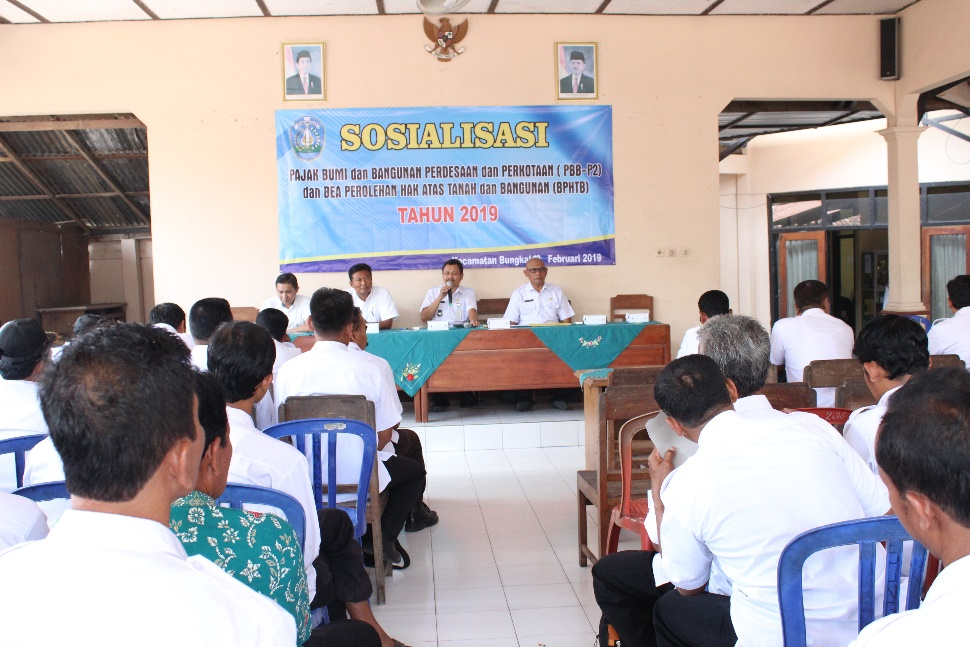 SOSIALISASI
PAJAK BUMI dan BANGUNAN PERDESAAN dan PERKOTAAN ( PBB-P2)
dan BEA PEROLEHAN HAK ATAS TANAH dan BANGUNAN (BPHTB)
TAHUN 2019
Kecamatan Bungkal Februari 2019